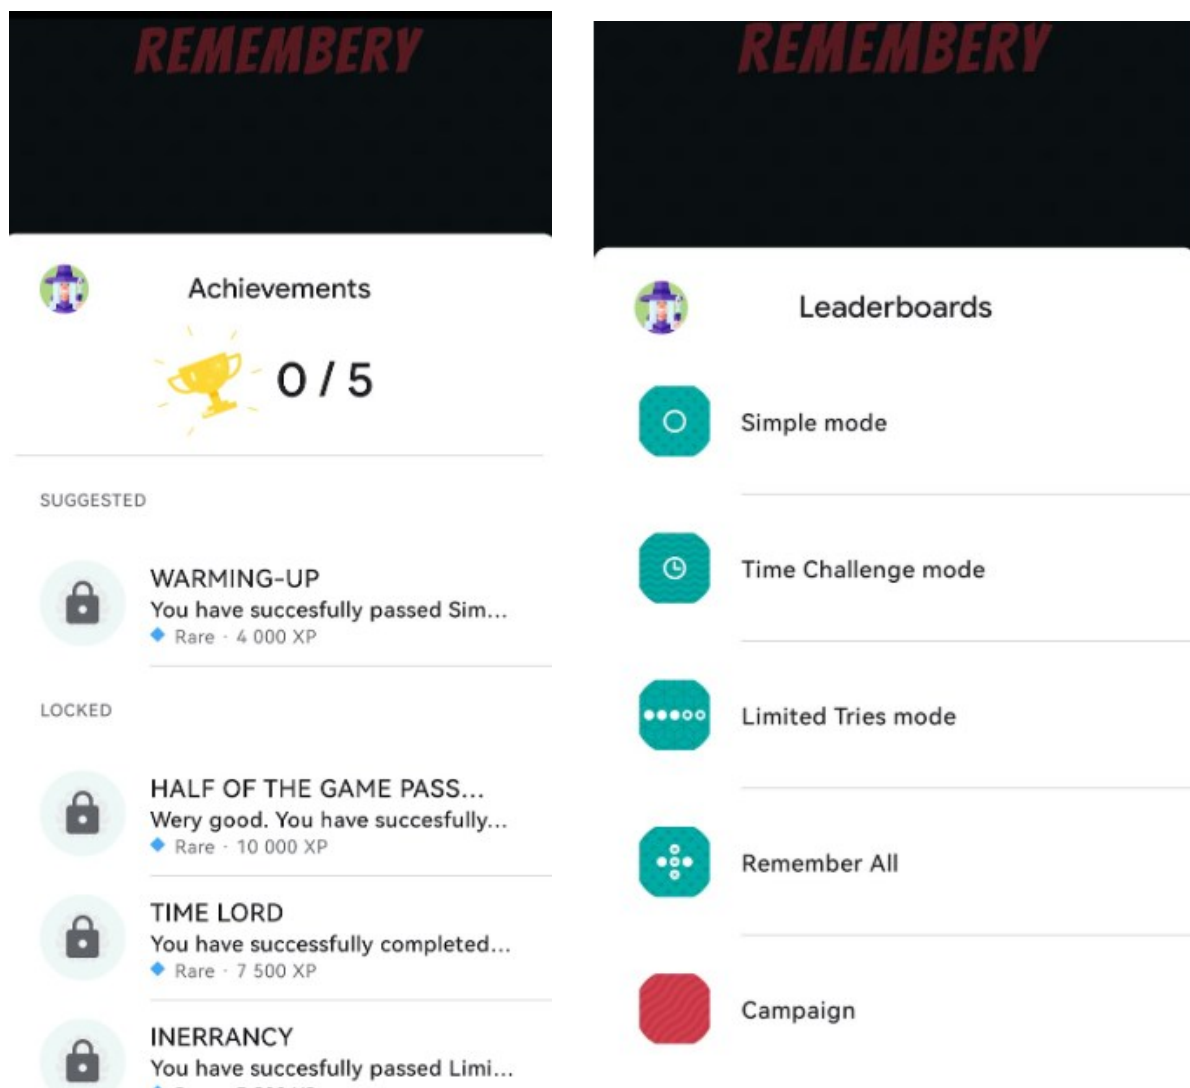 REMEMBERY
Achievements
0 / 5
SUGGESTED
WARMING-UP
You have succesfully passed Sim...
Rare · 4 000 XP
LOCKED
HALF OF THE GAME PASS...
Wery good. You have succesfully...
Rare · 10 000 XP
TIME LORD
You have successfully completed...
Rare · 7 500 XP
INERRANCY
You have succesfully passed Limi...
REMEMBERY
Leaderboards
Simple mode
Time Challenge mode
Limited Tries mode
Remember All
Campaign